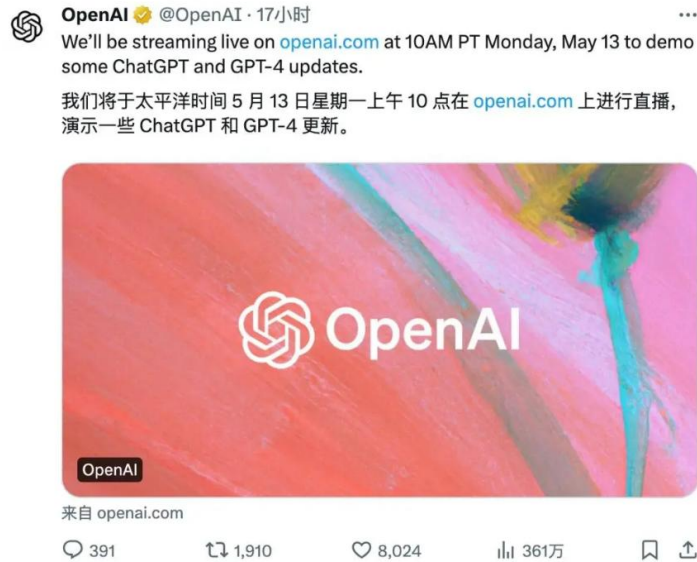 OpenAI @OpenAI · 17小时
We'll be streaming live on openai.com at 10AM PT Monday, May 13 to demo
some ChatGPT and GPT-4 updates.
我们将于太平洋时间 5 月 13 日星期一上午 10 点在 openai.com 上进行直播，
演示一些 ChatGPT 和 GPT-4 更新。
OpenAI
OpenAI
来自 openai.com
391 1,910 8,024 361万